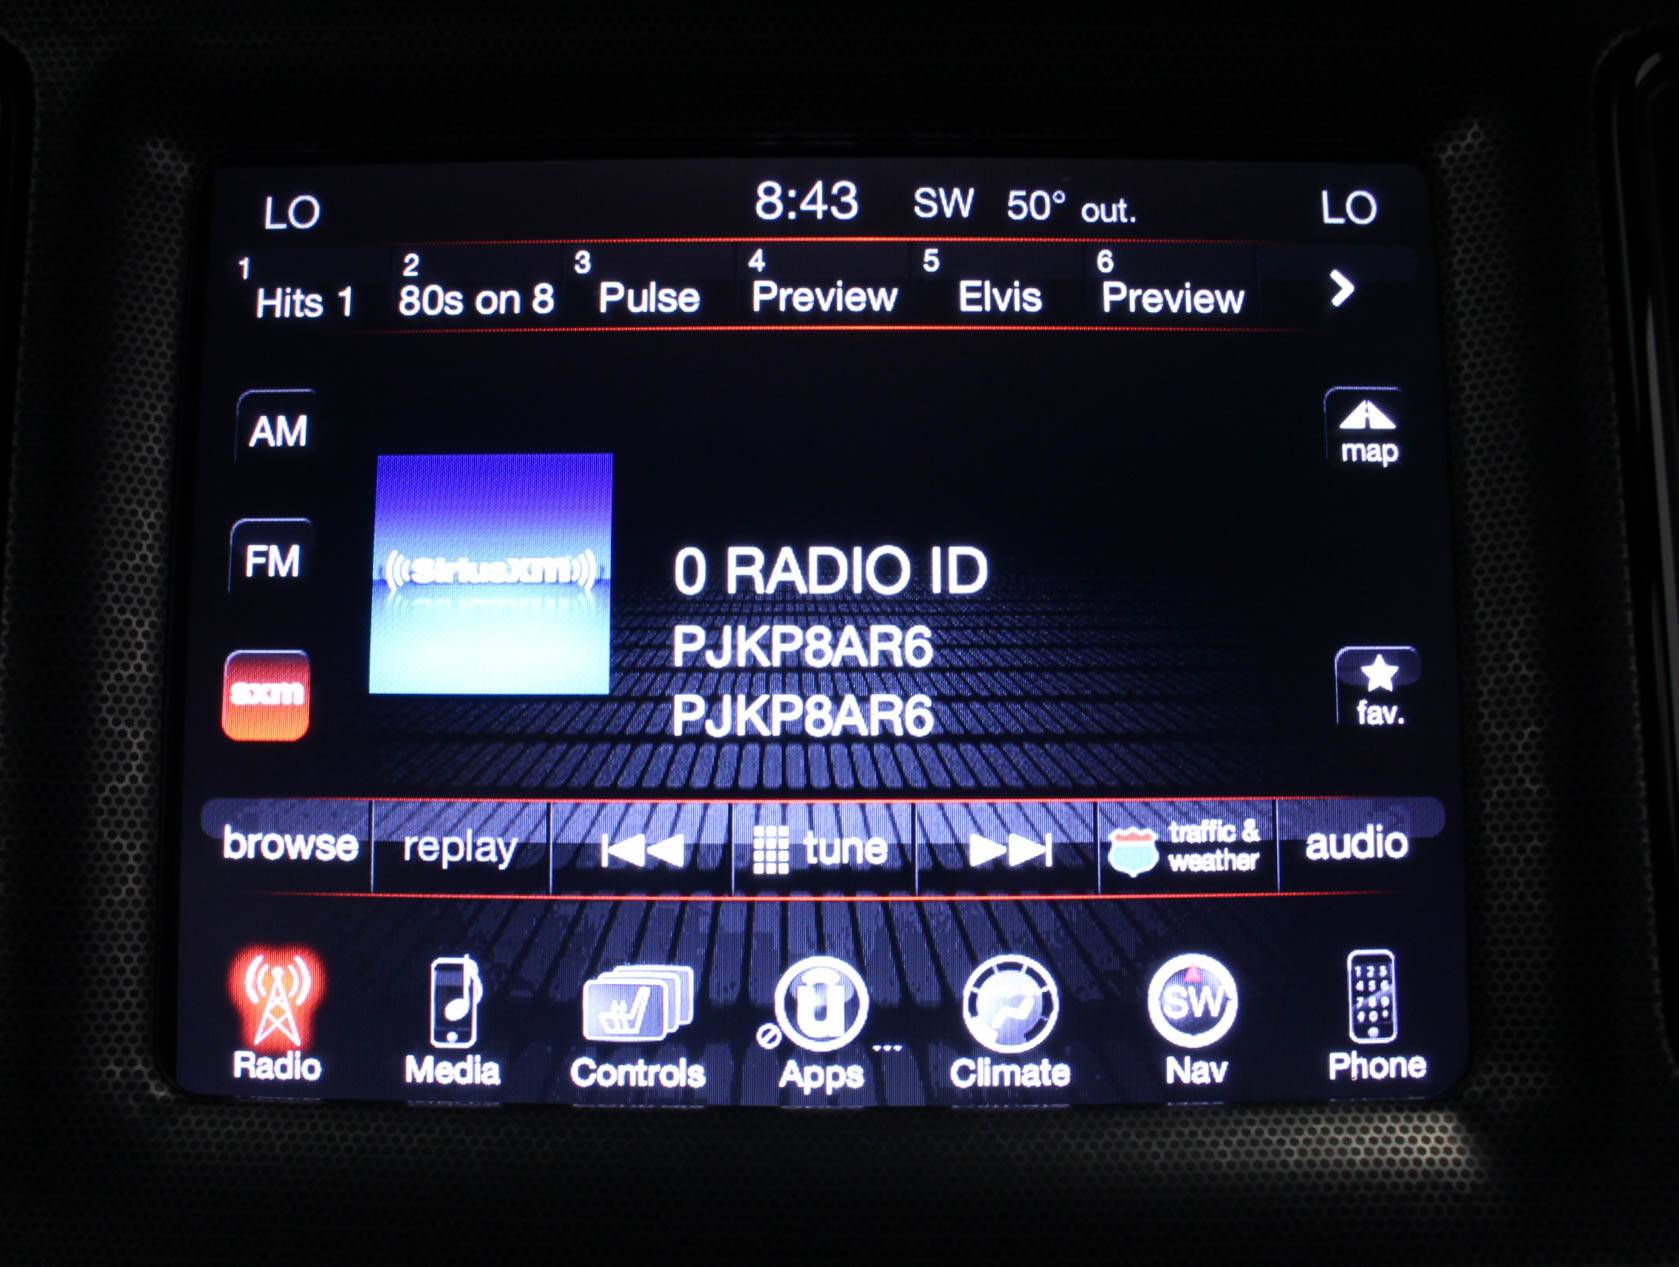 LO 8:43 SW 50° out. LO
1 2 3 4 5 6
Hits 1 80s on 8 Pulse Preview Elvis Preview
AM
map
FM
((SiriusXM))
0 RADIO ID
PJKP8AR6
sxm
PJKP8AR6
fav.
browse replay tune traffic & weather audio
SW
Radio Media Controls Apps Climate Nav Phone